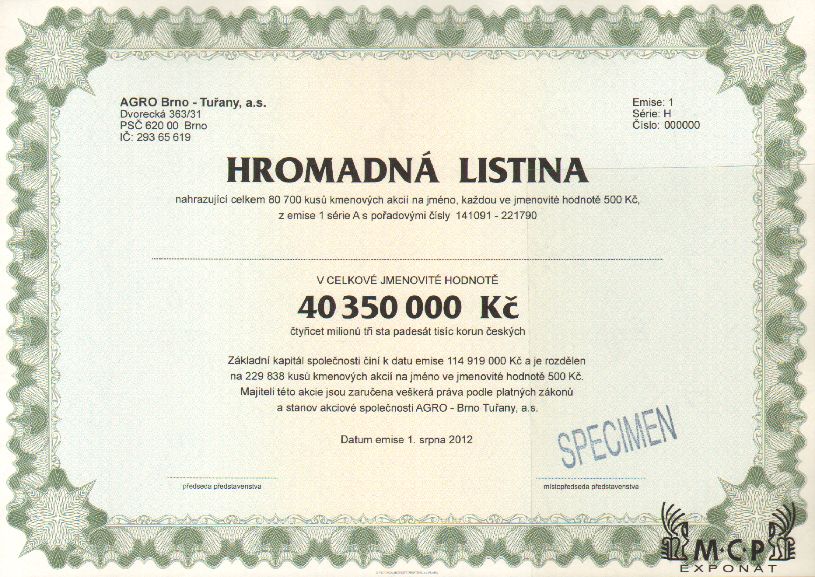 AGRO Brno - Tuřany, a.s.
Dvorecká 363/31
PSČ 620 00 Brno
IČ: 293 65 619
Emise: 1
Série: H
Číslo: 000000
HROMADNÁ LISTINA
nahrazující celkem 80 700 kusů kmenových akcií na jméno, každou ve jmenovité hodnotě 500 Kč,
z emise 1 série A s pořadovými čísly 141091 - 221790
V CELKOVÉ JMENOVITÉ HODNOTĚ
40 350 000 Kč
čtyřicet milionů tři sta padesát tisíc korun českých
Základní kapitál společnosti činí k datu emise 114 919 000 Kč a je rozdělen
na 229 838 kusů kmenových akcií na jméno ve jmenovité hodnotě 500 Kč.
Majiteli této akcie jsou zaručena veškerá práva podle platných zákonů
a stanov akciové společnosti AGRO - Brno Tuřany, a.s.
Datum emise 1. srpna 2012
SPECIMEN
předseda představenstva
místopředseda představenstva
M·C·P
EXPONÁT